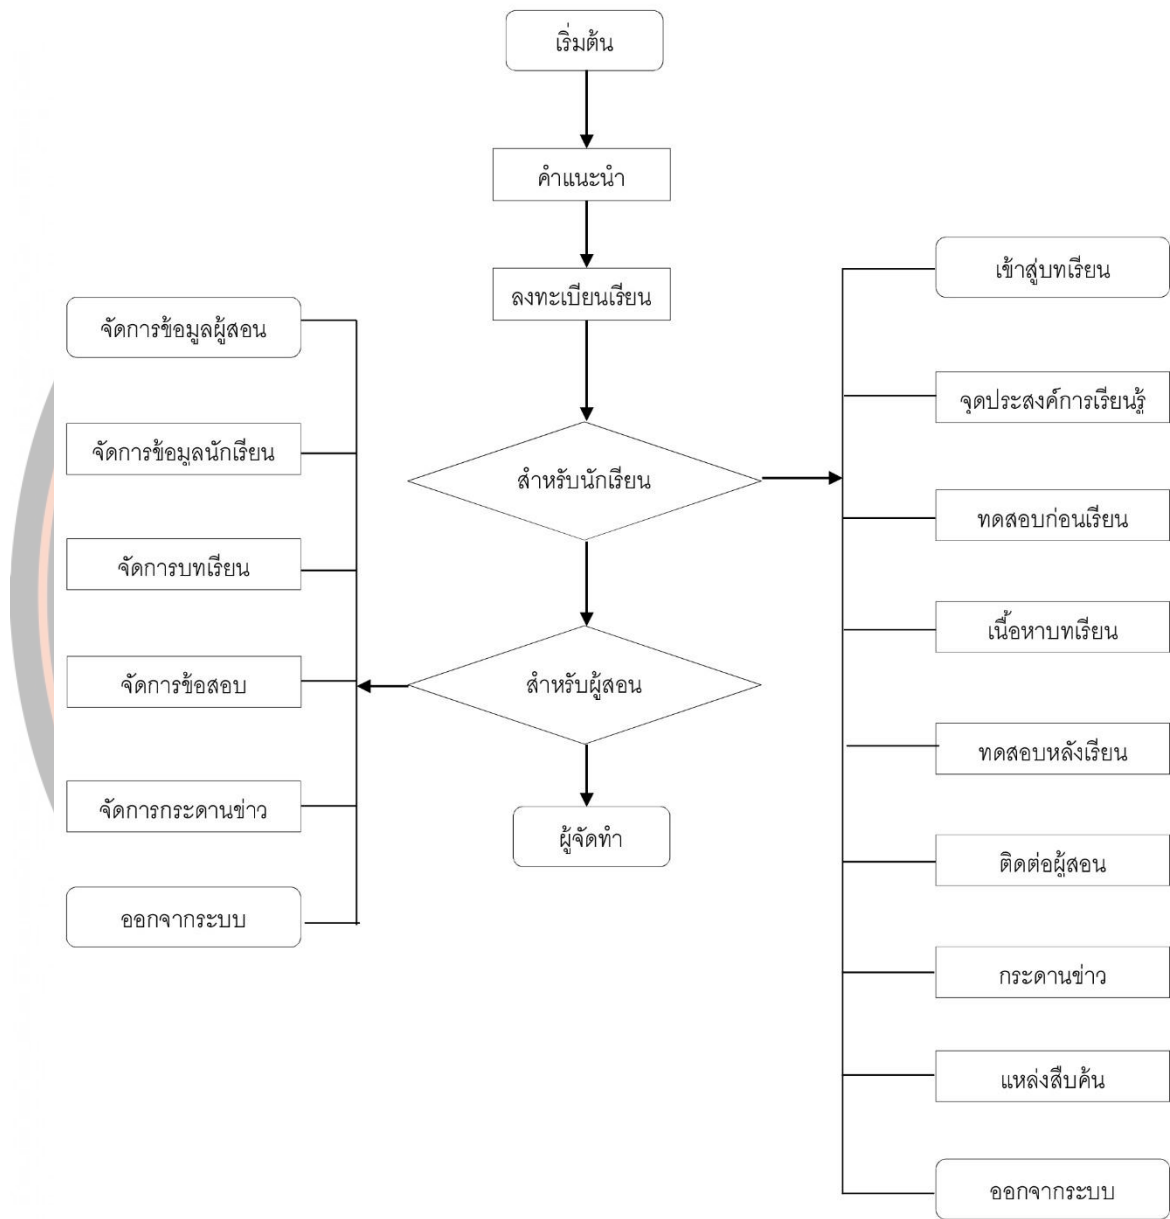 เริ่มต้น
คำแนะนำ
ลงทะเบียนเรียน
สำหรับนักเรียน
สำหรับผู้สอน
ผู้จัดทำ
จัดการข้อมูลผู้สอน
จัดการข้อมูลนักเรียน
จัดการบทเรียน
จัดการข้อสอบ
จัดการกระดานข่าว
ออกจากระบบ
เข้าสู่บทเรียน
จุดประสงค์การเรียนรู้
ทดสอบก่อนเรียน
เนื้อหาบทเรียน
ทดสอบหลังเรียน
ติดต่อผู้สอน
กระดานข่าว
แหล่งสืบค้น
ออกจากระบบ